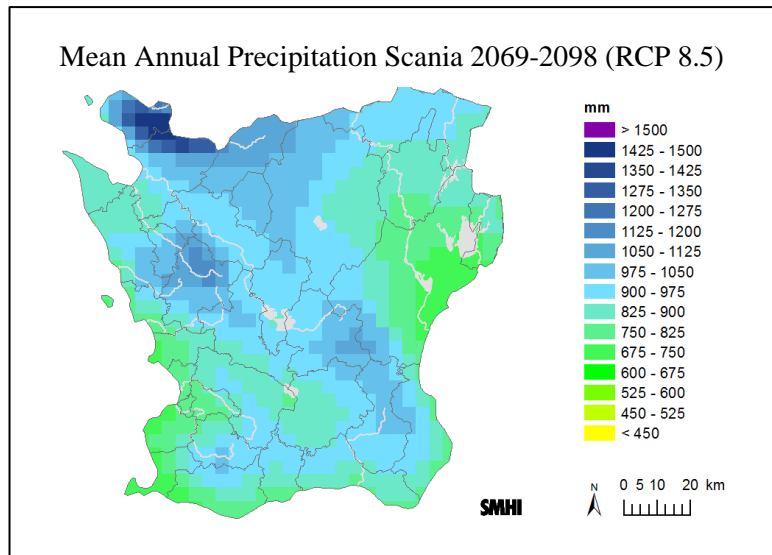 Mean Annual Precipitation Scania 2069-2098 (RCP 8.5)
mm
> 1500
1425 - 1500
1350 - 1425
1275 - 1350
1200 - 1275
1125 - 1200
1050 - 1125
975 - 1050
900 - 975
825 - 900
750 - 825
675 - 750
600 - 675
525 - 600
450 - 525
< 450
N
0 5 10 20 km
SMHI